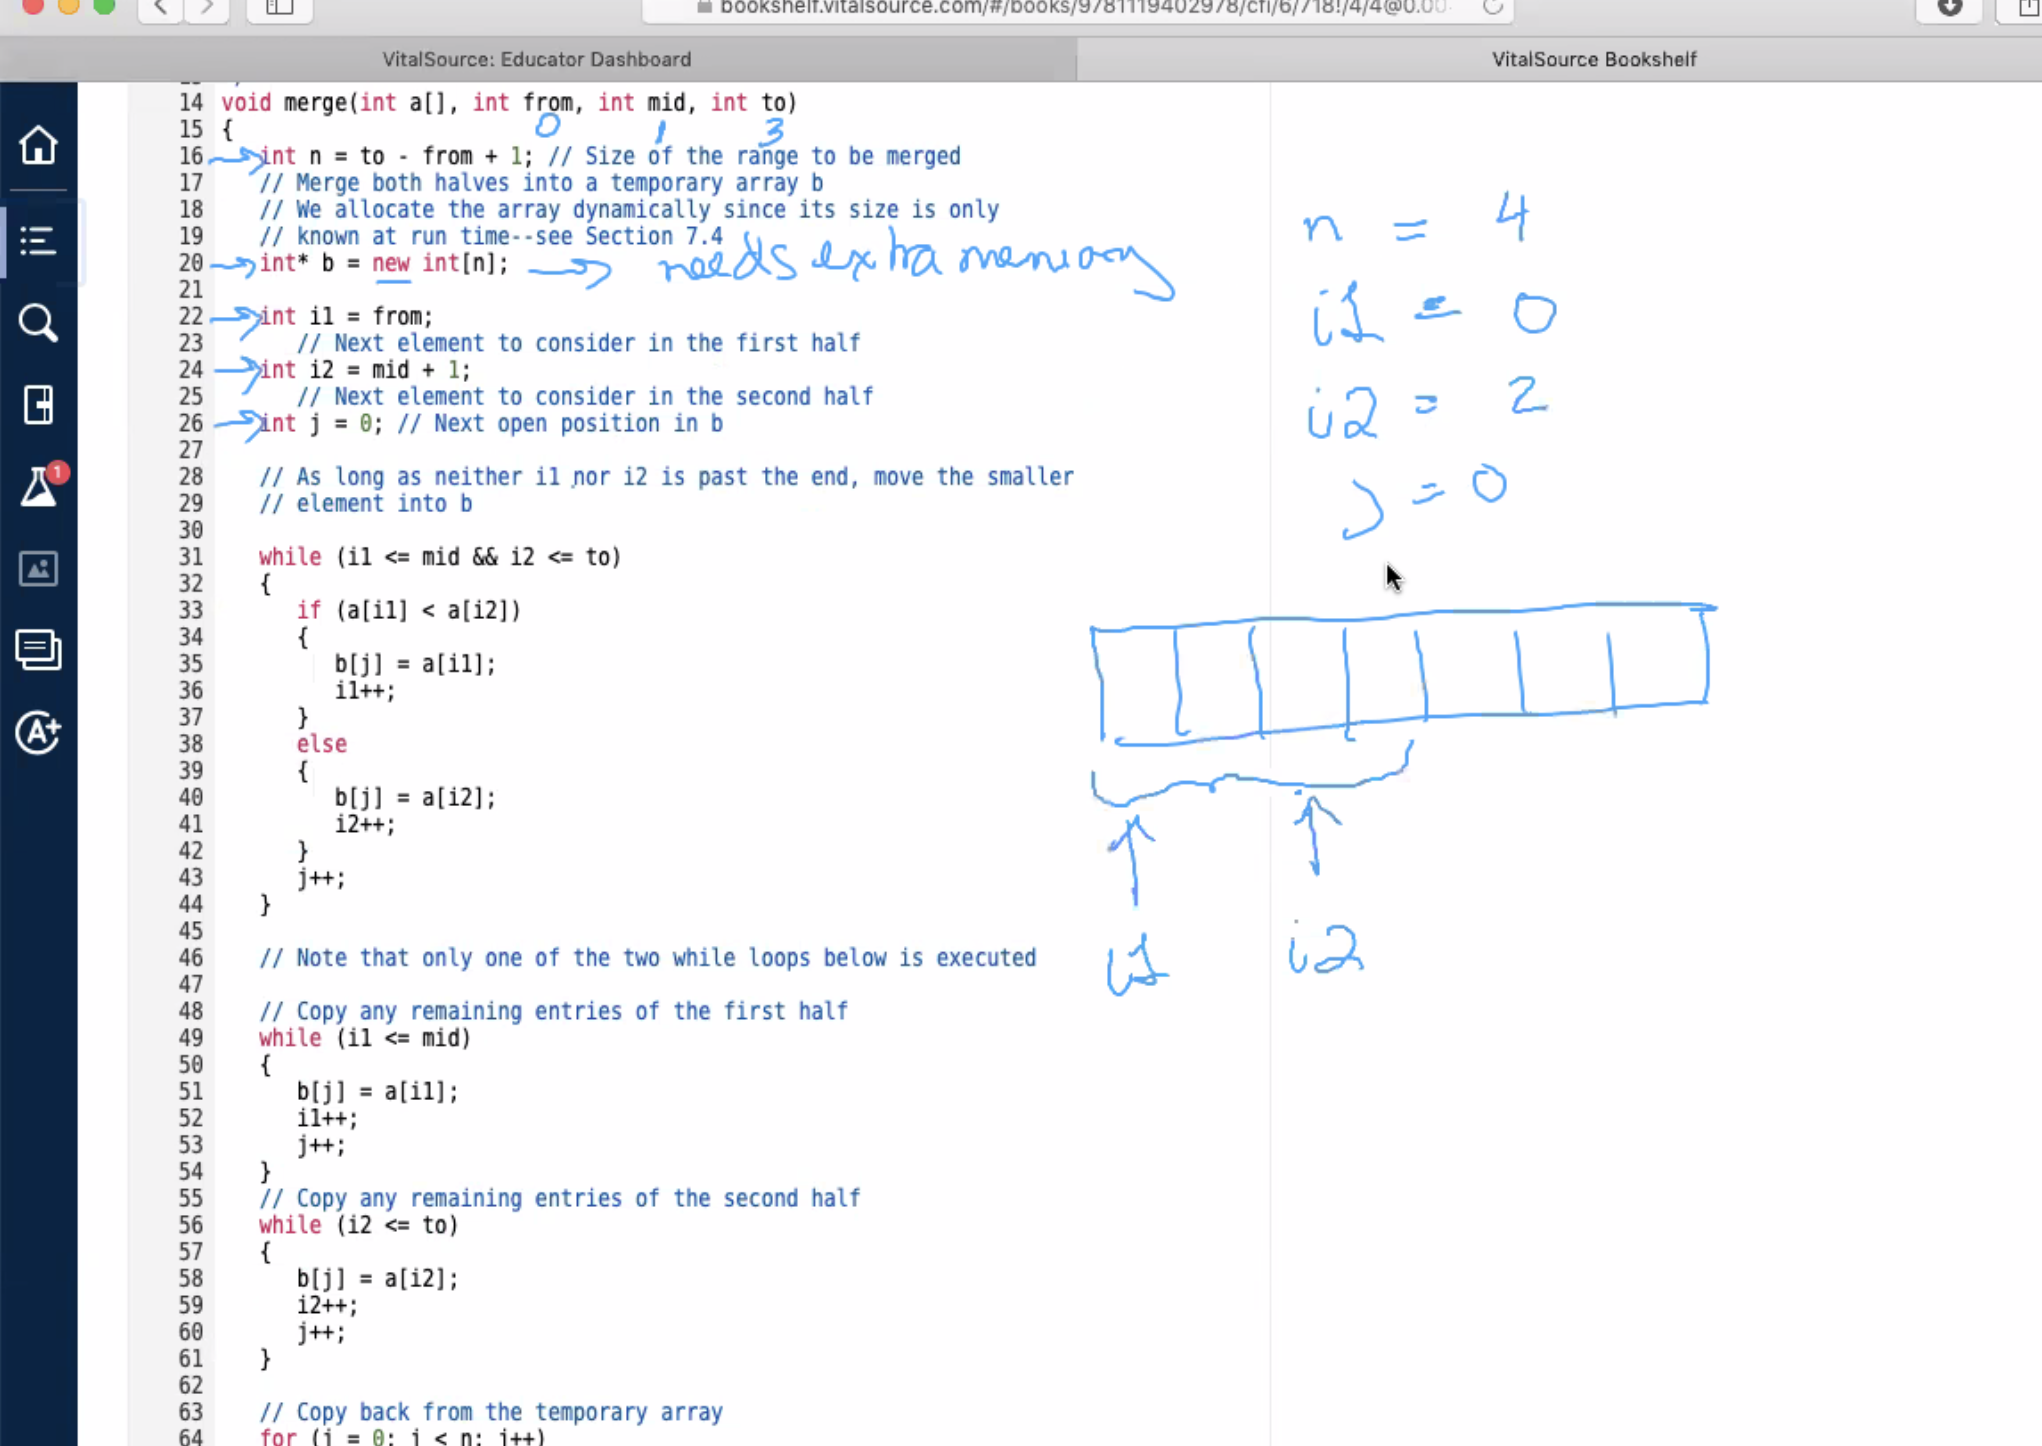 bookshelf.vitalsource.com/#/books/9781119402978/cfi/6/718!/4/4@0.00:
VitalSource: Educator Dashboard
VitalSource Bookshelf
14 void merge(int a[], int from, int mid, int to)
0 1 3
15 {
16 int n = to - from + 1; // Size of the range to be merged
17 // Merge both halves into a temporary array b
18 // We allocate the array dynamically since its size is only
19 // known at run time--see Section 7.4
20 int* b = new int[n];
needs extra memory
21
22 int i1 = from;
23 // Next element to consider in the first half
24 int i2 = mid + 1;
25 // Next element to consider in the second half
26 int j = 0; // Next open position in b
27
28 // As long as neither i1 nor i2 is past the end, move the smaller
29 // element into b
30
31 while (i1 <= mid && i2 <= to)
32 {
33 if (a[i1] < a[i2])
34 {
35 b[j] = a[i1];
36 i1++;
37 }
38 else
39 {
40 b[j] = a[i2];
41 i2++;
42 }
43 j++;
44 }
45
46 // Note that only one of the two while loops below is executed
47
48 // Copy any remaining entries of the first half
49 while (i1 <= mid)
50 {
51 b[j] = a[i1];
52 i1++;
53 j++;
54 }
55 // Copy any remaining entries of the second half
56 while (i2 <= to)
57 {
58 b[j] = a[i2];
59 i2++;
60 j++;
61 }
62
63 // Copy back from the temporary array
64 for (j = 0; j < n; j++)
n = 4
i1 = 0
i2 = 2
j = 0
i1 i2
1
A+